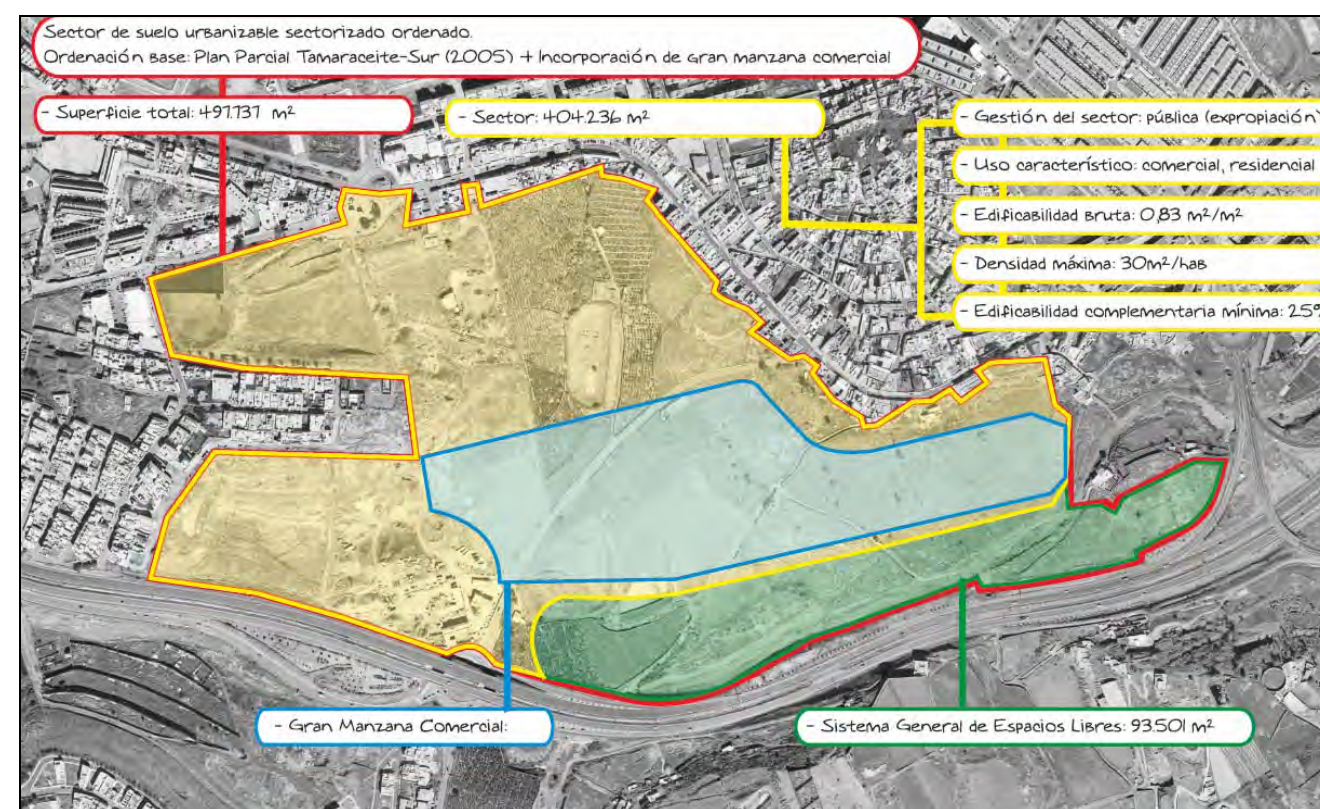 Sector de suelo urbanizable sectorizado ordenado.
Ordenación base: Plan Parcial Tamaraceite-Sur (2005) + Incorporación de gran manzana comercial
- Superficie total: 497.737 m²
- Sector: 404.236 m²
- Gestión del sector: pública (expropiación)
- Uso característico: comercial, residencial
- Edificabilidad bruta: 0,83 m²/m²
- Densidad máxima: 30m²/hab
- Edificabilidad complementaria mínima: 25%
- Gran Manzana Comercial:
- Sistema General de Espacios Libres: 93.501 m²